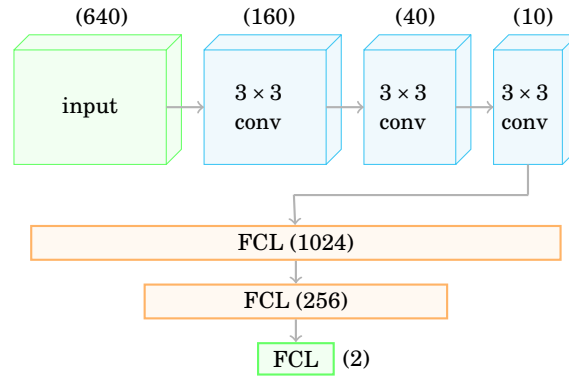 (640) (160) (40) (10)
input
3 × 3
conv
3 × 3
conv
3 × 3
conv
FCL (1024)
FCL (256)
FCL (2)